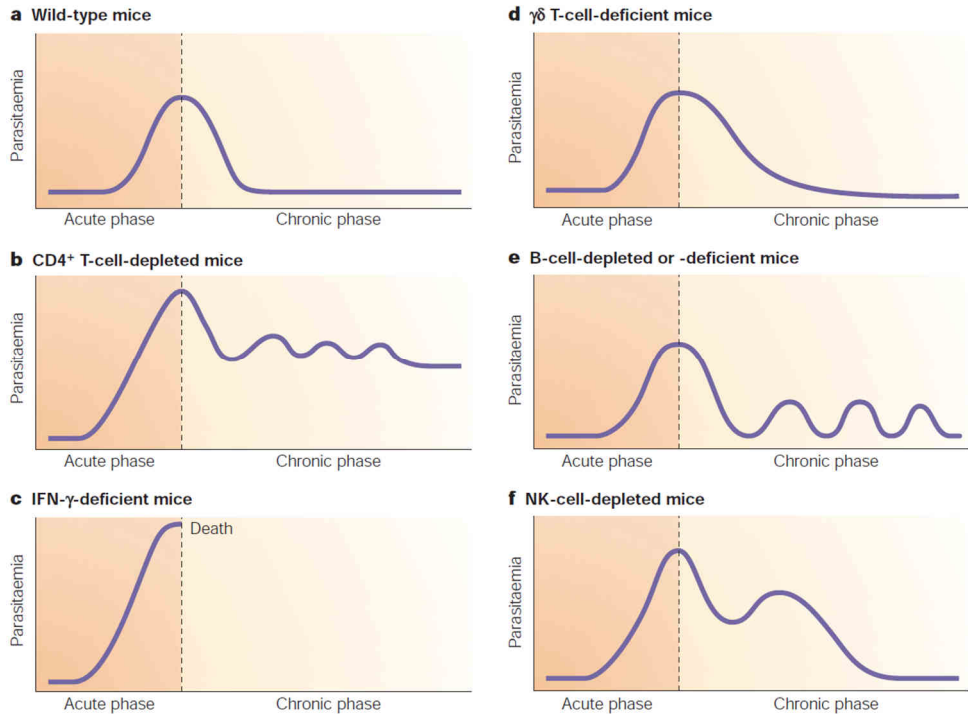 a Wild-type mice
Parasitaemia
Acute phase
Chronic phase
b CD4+ T-cell-depleted mice
Parasitaemia
Acute phase
Chronic phase
c IFN-γ-deficient mice
Parasitaemia
Death
Acute phase
Chronic phase
d γδ T-cell-deficient mice
Parasitaemia
Acute phase
Chronic phase
e B-cell-depleted or -deficient mice
Parasitaemia
Acute phase
Chronic phase
f NK-cell-depleted mice
Parasitaemia
Acute phase
Chronic phase